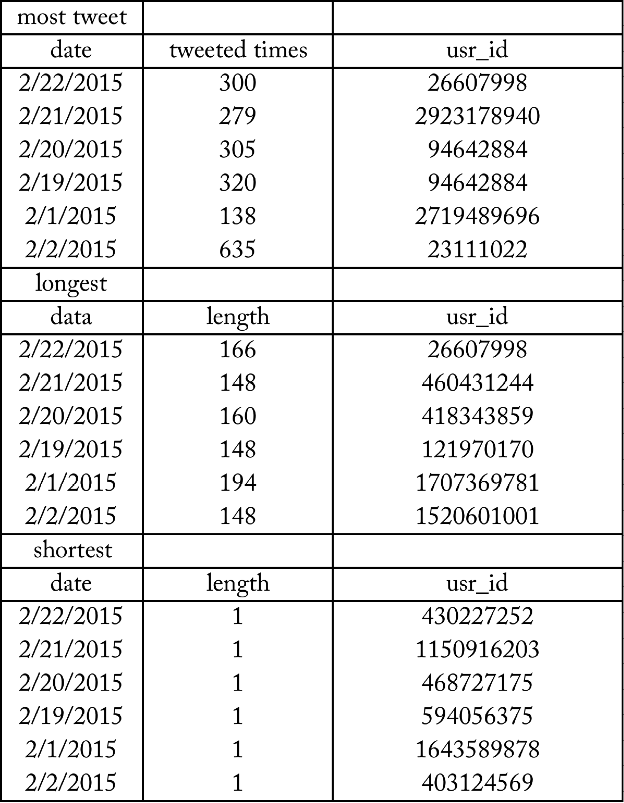 most tweet
date tweeted times usr_id
2/22/2015 300 26607998
2/21/2015 279 2923178940
2/20/2015 305 94642884
2/19/2015 320 94642884
2/1/2015 138 2719489696
2/2/2015 635 23111022
longest
data length usr_id
2/22/2015 166 26607998
2/21/2015 148 460431244
2/20/2015 160 418343859
2/19/2015 148 121970170
2/1/2015 194 1707369781
2/2/2015 148 1520601001
shortest
date length usr_id
2/22/2015 1 430227252
2/21/2015 1 1150916203
2/20/2015 1 468727175
2/19/2015 1 594056375
2/1/2015 1 1643589878
2/2/2015 1 403124569